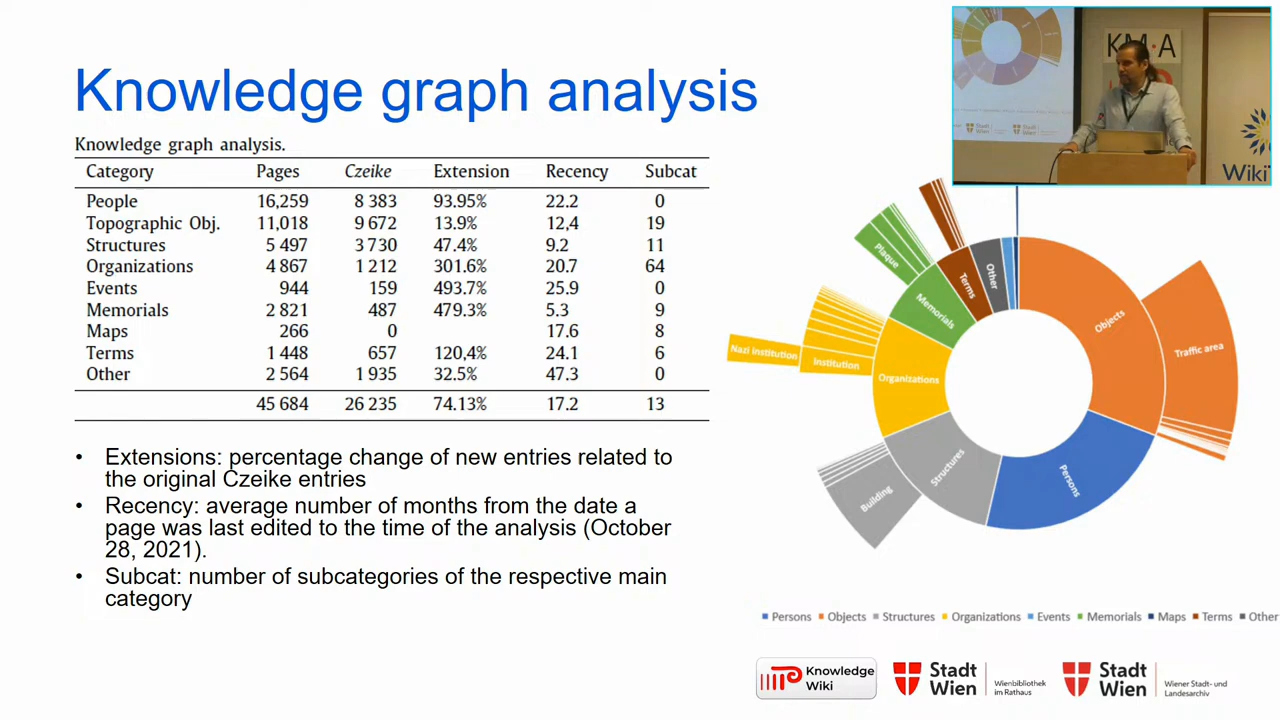 Knowledge graph analysis
Knowledge graph analysis.
Category Pages Czeike Extension Recency Subcat
People 16,259 8 383 93.95% 22.2 0
Topographic Obj. 11,018 9 672 13.9% 12,4 19
Structures 5 497 3 730 47.4% 9.2 11
Organizations 4 867 1 212 301.6% 20.7 64
Events 944 159 493.7% 25.9 0
Memorials 2 821 487 479.3% 5.3 9
Maps 266 0 17.6 8
Terms 1 448 657 120,4% 24.1 6
Other 2 564 1 935 32.5% 47.3 0
45 684 26 235 74.13% 17.2 13
• Extensions: percentage change of new entries related to
the original Czeike entries
• Recency: average number of months from the date a
page was last edited to the time of the analysis (October
28, 2021).
• Subcat: number of subcategories of the respective main
category
KM·A
Wiki
Stadt
Wien
Stadt
Wien
Plaque
Terms
Other
Memorials
Objects
Traffic area
Nazi Institution
Institution
Organizations
Structures
Building
Persons
Persons Objects Structures Organizations Events Memorials Maps Terms Other
Knowledge
Wiki
Stadt
Wien
Wienbibliothek
im Rathaus
Stadt
Wien
Wiener Stadt- und
Landesarchiv